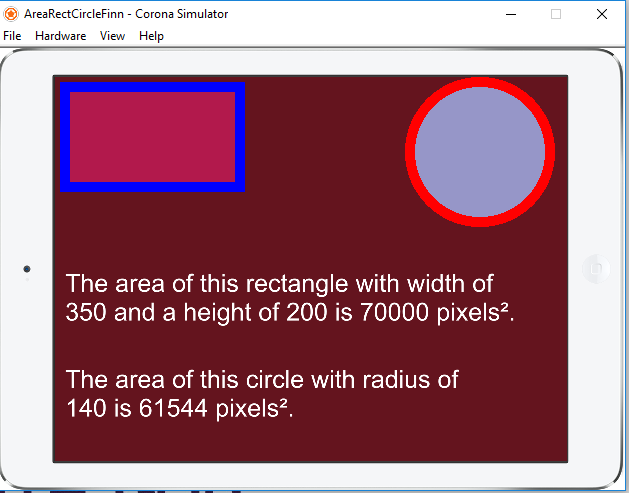 AreaRectCircleFinn - Corona Simulator
File Hardware View Help
The area of this rectangle with width of
350 and a height of 200 is 70000 pixels².
The area of this circle with radius of
140 is 61544 pixels².